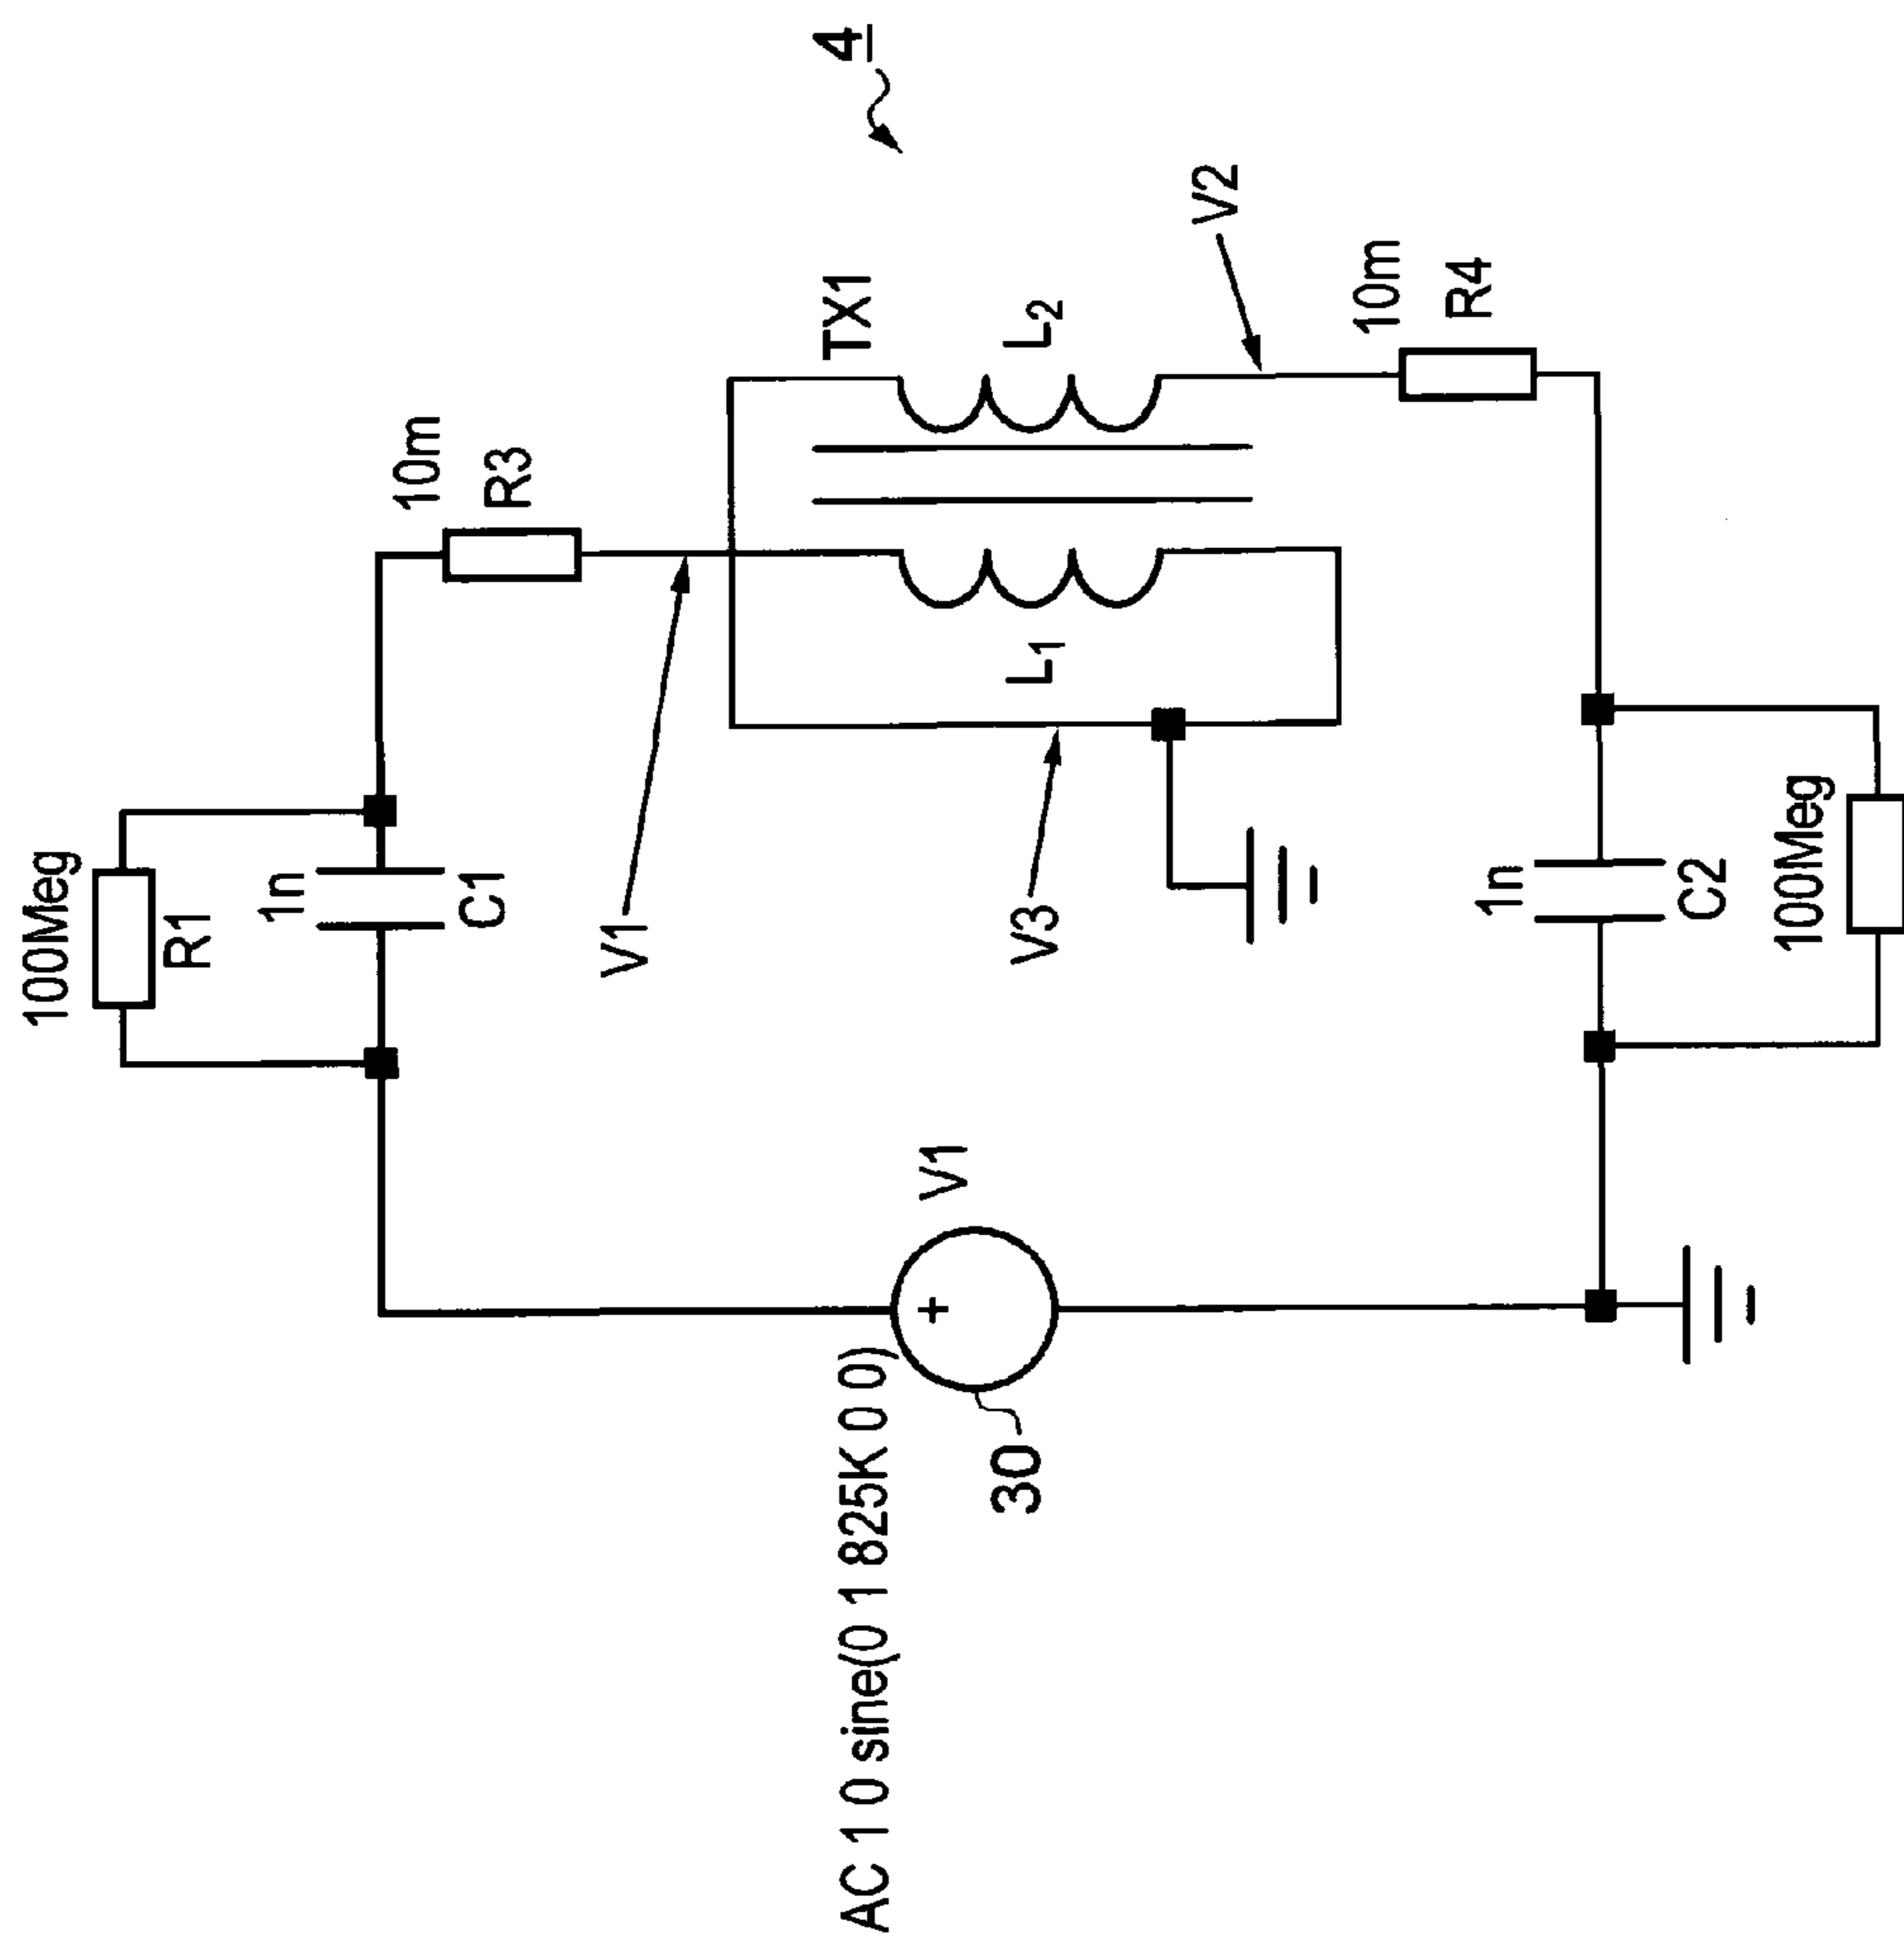 4
100Meg
R1
1n
C1
10m
R3
TX1
L2
L1
V1
V2
V3
10m
R4
1n
C2
100Meg
V1
30
AC 1 0 sine(0 1 825K 0 0)